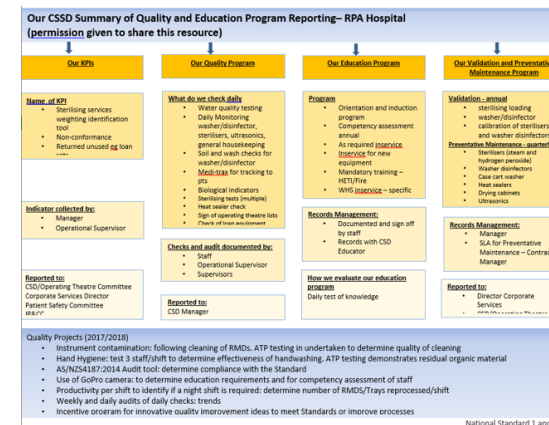 Our CSSD Summary of Quality and Education Program Reporting– RPA Hospital
(permission given to share this resource)
Our KPIs
Name of KPI
Sterilising services
weighting identification
tool
Non-conformance
Returned unused eg loan
Indicator collected by:
Manager
Operational Supervisor
Reported to:
CSD/Operating Theatre Committee
Corporate Services Director
Patient Safety Committee
Our Quality Program
What do we check daily
Water quality testing
Daily Monitoring
washer/disinfector,
sterilisers, ultrasonics,
general housekeeping
Soil and wash checks for
washer/disinfector
Medi-trax for tracking to
pts
Biological indicators
Sterilising tests (multiple)
Heat sealer check
Sign of operating theatre lists
Check of loan equipment
Checks and audit documented by:
Staff
Operational Supervisor
Supervisors
Reported to:
CSD Manager
Our Education Program
Program
Orientation and induction
program
Competency assessment
annual
As required inservice
Inservice for new
equipment
Mandatory training –
HETI/Fire
WHS inservice – specific
Records Management:
Documented and sign off
by staff
Records with CSD
Educator
How we evaluate our education
program
Daily test of knowledge
Our Validation and Preventativ
Maintenance Program
Validation - annual
sterilising loading
washer/disinfector
calibration of sterilisers
and washer disinfectors
Preventative Maintenance - quarterl
Sterilisers (steam and
hydrogen peroxide)
Washer disinfectors
Case cart washer
Heat sealers
Drying cabinets
Ultrasonics
Records Management:
Manager
SLA for Preventative
Maintenance – Contrac
Manager
Reported to:
Director Corporate
Services
CSD/Operating Theatre
Quality Projects (2017/2018)
Instrument contamination: following cleaning of RMDs. ATP testing in undertaken to determine quality of cleaning
Hand Hygiene: test 3 staff/shift to determine effectiveness of handwashing. ATP testing demonstrates residual organic material
AS/NZS4187:2014 Audit tool: determine compliance with the Standard
Use of GoPro camera: to determine education requirements and for competency assessment of staff
Productivity per shift to identify if a night shift is required: determine number of RMDS/Trays reprocessed/shift
Weekly and daily audits of daily checks: trends
Incentive program for innovative quality improvement ideas to meet Standards or improve processes
National Standard 1 and